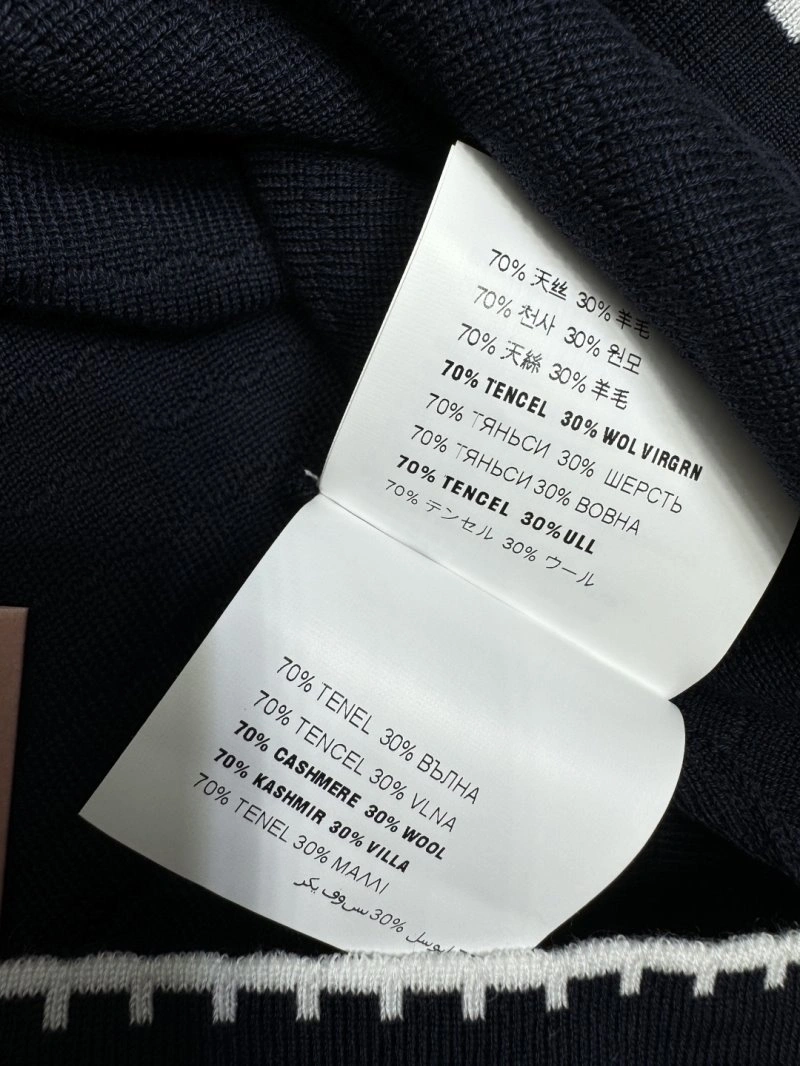 70% 天丝 30% 羊毛
70% 천사 30% 원모
70% 天絲 30% 羊毛
70% TENCEL 30% WOL VIRGRN
70% ТЯНЬСИ 30% ШЕРСТЬ
70% ТЯНЬСИ 30% ВОВНА
70% TENCEL 30% ULL
70% テンセル 30% ウール
70% TENEL 30% ВЪЛНА
70% TENCEL 30% VLNA
70% CASHMERE 30% WOOL
70% KASHMIR 30% VILLA
70% TENEL 30% ΜΑΛΛΙ
30%